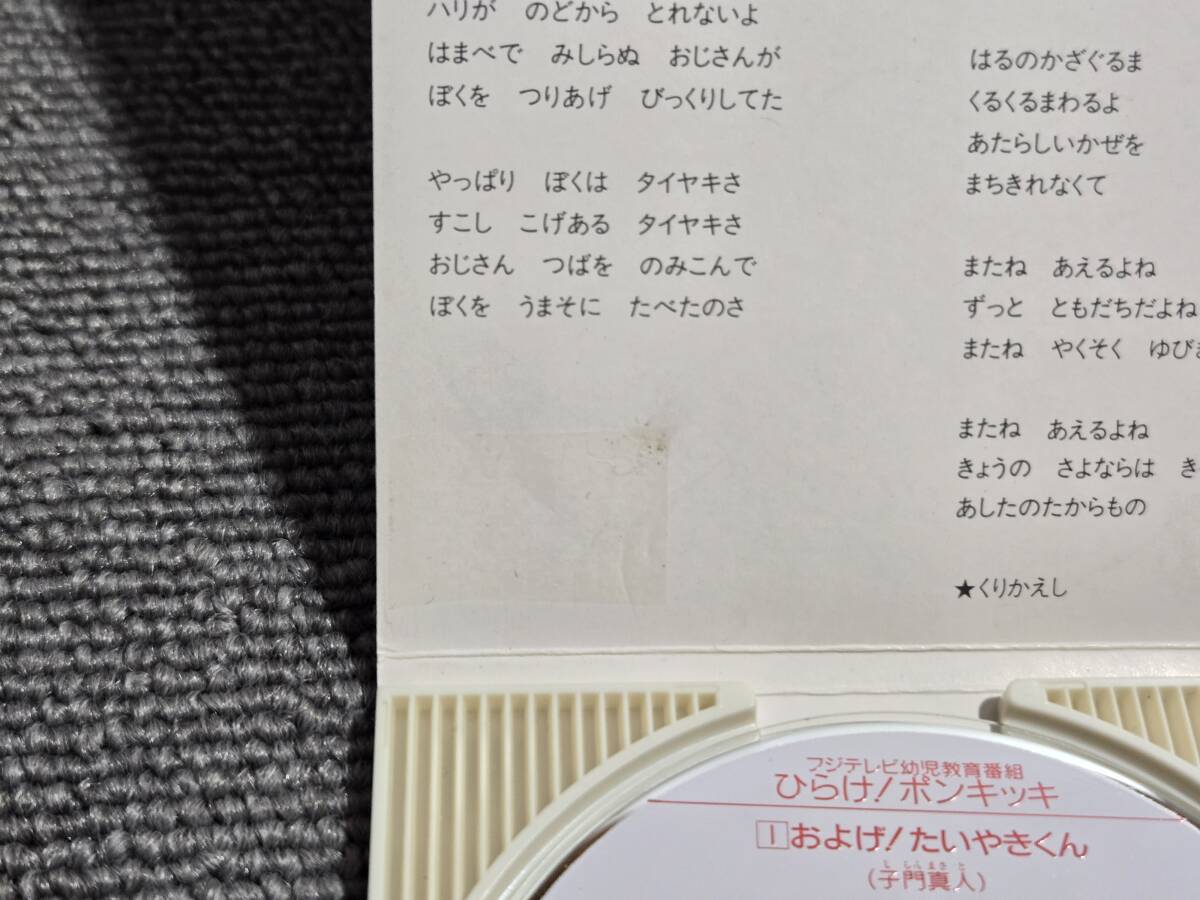 ハリが のどから とれないよ
はまべで みしらぬ おじさんが
ぼくを つりあげ びっくりしてた
やっぱり ぼくは タイヤキさ
すこし こげある タイヤキさ
おじさん つばを のみこんで
ぼくを うまそに たべたのさ
はるのかざぐるま
くるくるまわるよ
あたらしいかぜを
まちきれなくて
またね あえるよね
ずっと ともだちだよね
またね やくそく ゆびき
またね あえるよね
きょうの さよならは き
あしたのたからもの
★くりかえし
フジテレビ幼児教育番組
ひらけ!ポンキッキ
1およげ!たいやきくん
しもんまさと
(子門真人)